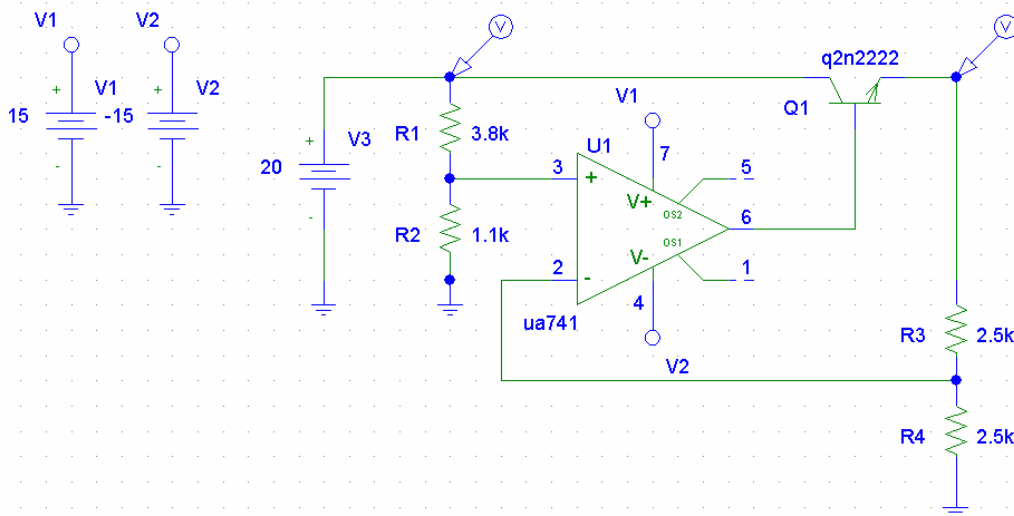 V1
V2
V
V
+
V1
15
-
+
V2
-15
-
+
V3
20
-
R1
3.8k
R2
1.1k
V1
U1
7
3
+
V+
OS2
5
6
OS1
V-
2
-
1
4
ua741
V2
q2n2222
Q1
R3
2.5k
R4
2.5k